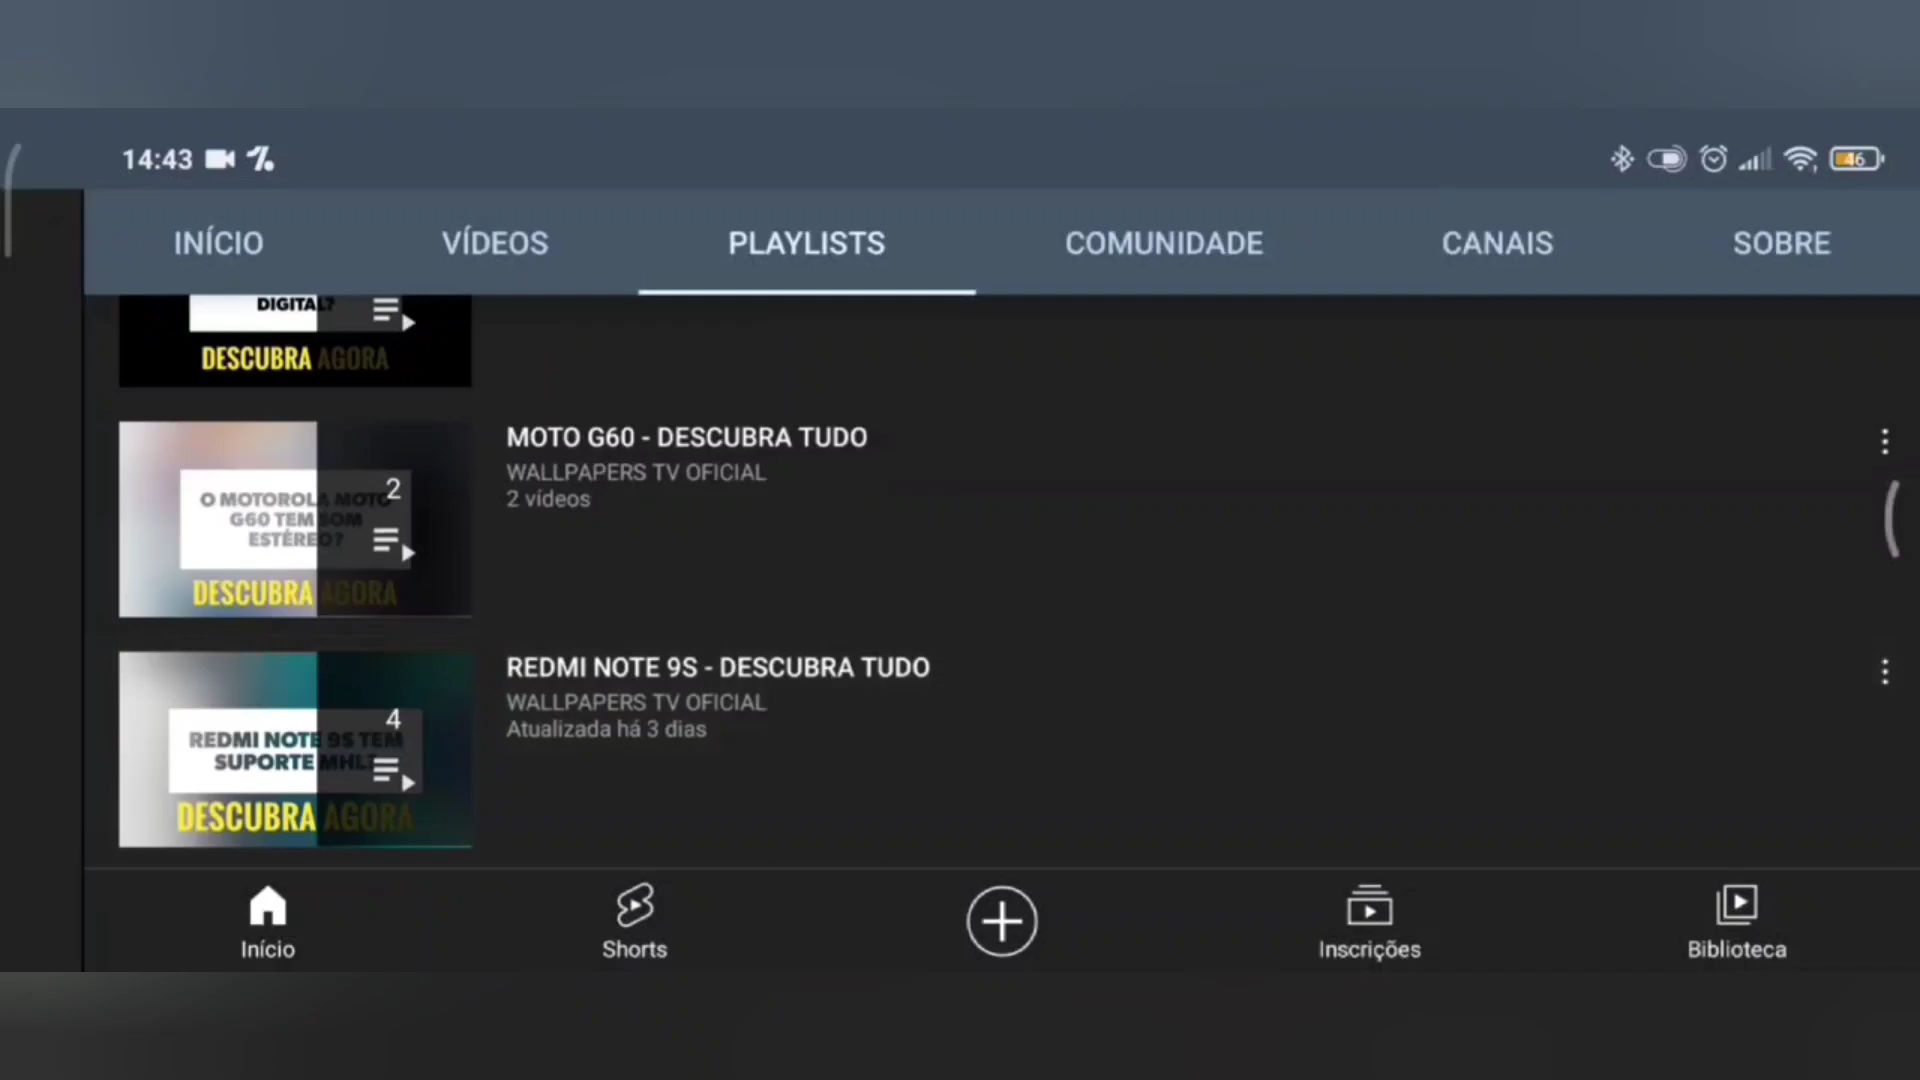 14:43
46
INÍCIO VÍDEOS PLAYLISTS COMUNIDADE CANAIS SOBRE
DIGITAL?
DESCUBRA AGORA
MOTO G60 - DESCUBRA TUDO
WALLPAPERS TV OFICIAL
2 vídeos
2
O MOTOROLA MOTO
G60 TEM SOM
ESTÉREO?
DESCUBRA AGORA
REDMI NOTE 9S - DESCUBRA TUDO
WALLPAPERS TV OFICIAL
Atualizada há 3 dias
4
REDMI NOTE 9S TEM
SUPORTE MHL?
DESCUBRA AGORA
Início Shorts Inscrições Biblioteca